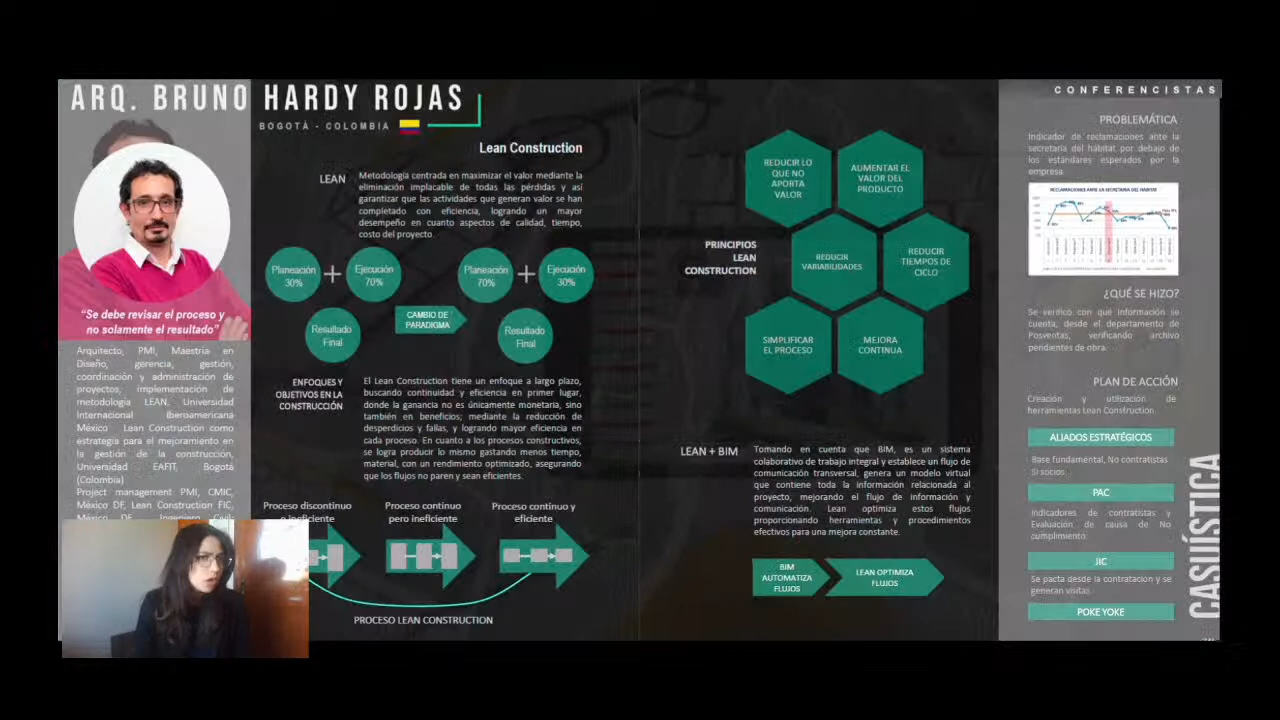 ARQ. BRUNO HARDY ROJAS
BOGOTÀ - COLOMBIA
“Se debe revisar el proceso y
no solamente el resultado”
Arquitecto, PMI, Maestria en
Diseño, gerencia, gestión,
coordinación y administración de
proyectos, implementación de
metodología LEAN. Universidad
Internacional Iberoamericana
México Lean Construction como
estrategia para el mejoramiento en
la gestión de la construcción,
Universidad EAFIT, Bogotá
(Colombia)
Project management PMI, CMIC,
México DF, Lean Construction FIC,
México DF, Ingeniero Civil
Lean Construction
LEAN
Metodología centrada en maximizar el valor mediante la
eliminación implacable de todas las pérdidas y así
garantizar que las actividades que generan valor se han
completado con eficiencia, logrando un mayor
desempeño en cuanto aspectos de calidad, tiempo,
costo del proyecto
Planeación
30%
+
Ejecución
70%
Resultado
Final
CAMBIO DE
PARADIGMA
Planeación
70%
+
Ejecución
30%
Resultado
Final
ENFOQUES Y
OBJETIVOS EN LA
CONSTRUCCIÓN
El Lean Construction tiene un enfoque a largo plazo,
buscando continuidad y eficiencia en primer lugar,
donde la ganancia no es únicamente monetaria, sino
también en beneficios; mediante la reducción de
desperdicios y fallas, y logrando mayor eficiencia en
cada proceso. En cuanto a los procesos constructivos,
se logra producir lo mismo gastando menos tiempo,
material, con un rendimiento optimizado, asegurando
que los flujos no paren y sean eficientes.
Proceso discontinuo
ineficiente
Proceso continuo
pero ineficiente
Proceso continuo y
eficiente
PROCESO LEAN CONSTRUCTION
PRINCIPIOS
LEAN
CONSTRUCTION
REDUCIR LO
QUE NO
APORTA
VALOR
AUMENTAR EL
VALOR DEL
PRODUCTO
REDUCIR
VARIABILIDADES
REDUCIR
TIEMPOS DE
CICLO
SIMPLIFICAR
EL PROCESO
MEJORA
CONTINUA
LEAN + BIM
Tomando en cuenta que BIM, es un sistema
colaborativo de trabajo integral y establece un flujo de
comunicación transversal, genera un modelo virtual
que contiene toda la información relacionada al
proyecto, mejorando el flujo de información y
comunicación. Lean optimiza estos flujos
proporcionando herramientas y procedimientos
efectivos para una mejora constante.
BIM
AUTOMATIZA
FLUJOS
LEAN OPTIMIZA
FLUJOS
CONFERENCISTAS
PROBLEMÁTICA
Indicador de reclamaciones ante la
secretaría del hábitat por debajo de
los estándares esperados por la
empresa.
RECLAMACIONES ANTE LA SECRETARIA DEL HABITAT
¿QUÉ SE HIZO?
Se verifico con que información se
cuenta, desde el departamento de
Posventas, verificando archivo
pendientes de obra.
PLAN DE ACCIÓN
Creación y utilización de
herramientas Lean Construction.
ALIADOS ESTRATÉGICOS
Base fundamental, No contratistas
Si socios.
PAC
Indicadores de contratistas y
Evaluación de causa de No
cumplimiento
JIC
Se pacta desde la contratacion y se
generan visitas.
POKE YOKE
CASUÍSTICA